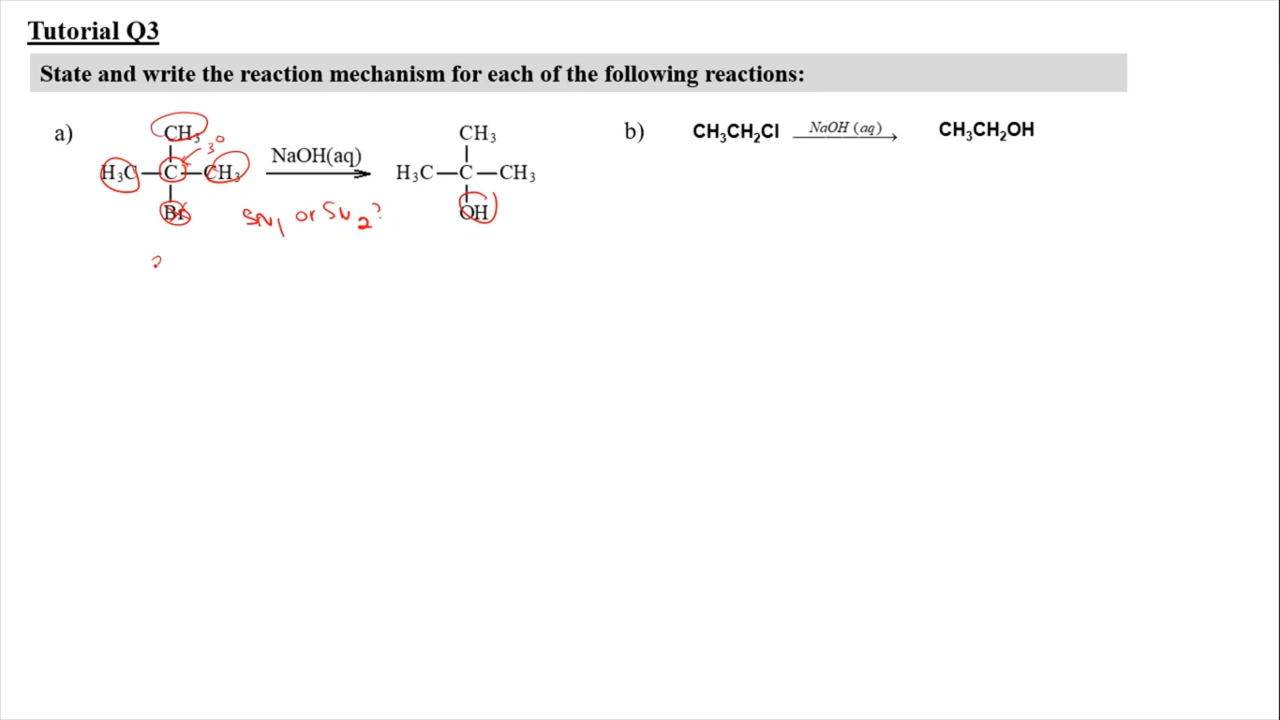 Tutorial Q3
State and write the reaction mechanism for each of the following reactions:
a)
CH₃
3°
H₃C—C—CH₃
Br
NaOH(aq)
SN1 or SN2?
CH₃
H₃C—C—CH₃
OH
b)
CH₃CH₂Cl
NaOH (aq)
CH₃CH₂OH